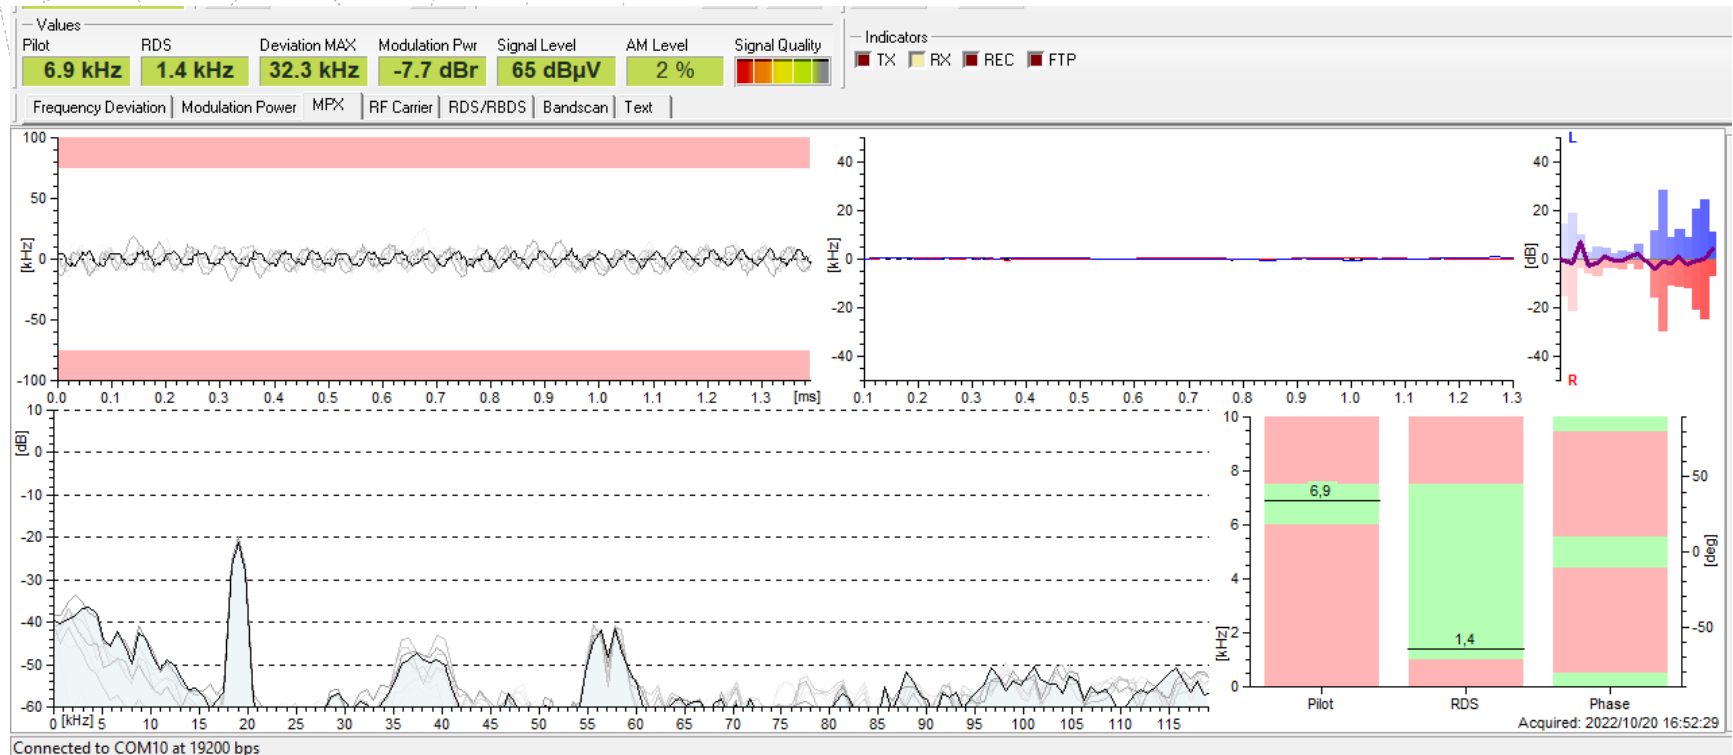 Values
Pilot RDS Deviation MAX Modulation Pwr Signal Level AM Level Signal Quality
6.9 kHz 1.4 kHz 32.3 kHz -7.7 dBr 65 dBµV 2 %
Indicators
TX RX REC FTP
Frequency Deviation Modulation Power MPX RF Carrier RDS/RBDS Bandscan Text
100
50
0
-50
-100
[kHz]
0.0 0.1 0.2 0.3 0.4 0.5 0.6 0.7 0.8 0.9 1.0 1.1 1.2 1.3 [ms]
40
20
0
-20
-40
[kHz]
0.1 0.2 0.3 0.4 0.5 0.6 0.7 0.8 0.9 1.0 1.1 1.2 1.3
L
40
20
0
-20
-40
[dB]
R
10
0
-10
-20
-30
-40
-50
-60
[dB]
0 [kHz] 5 10 15 20 25 30 35 40 45 50 55 60 65 70 75 80 85 90 95 100 105 110 115
10
8
6
4
2
0
[kHz]
6,9
1,4
50
0
-50
[deg]
Pilot RDS Phase
Acquired: 2022/10/20 16:52:29
Connected to COM10 at 19200 bps